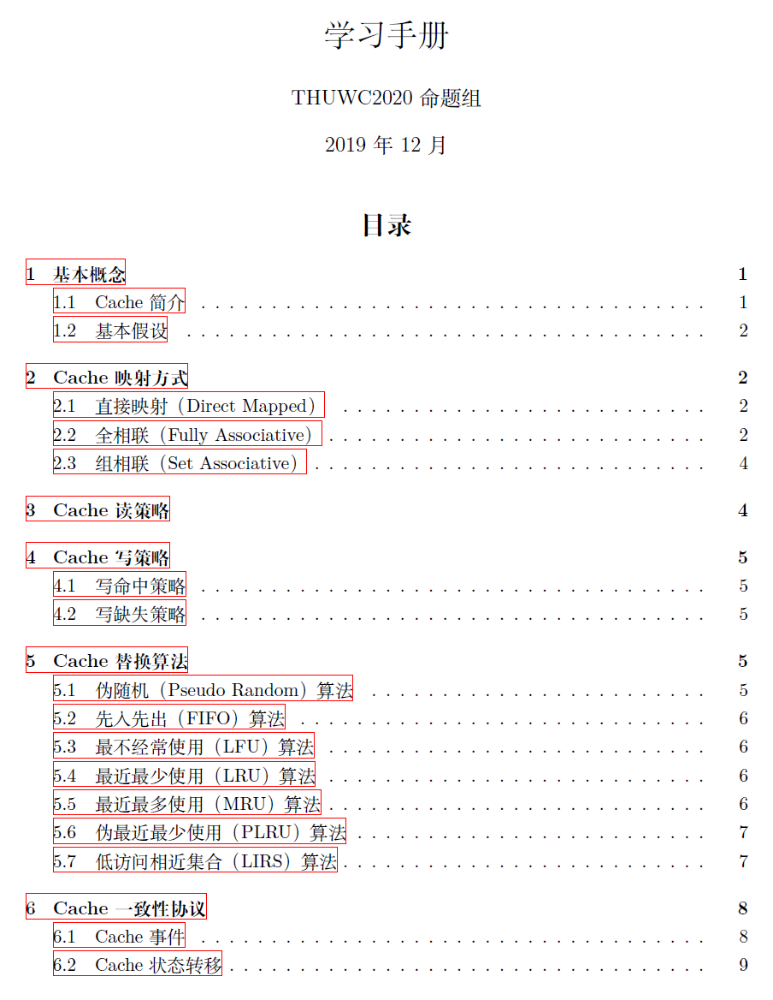 学习手册
THUWC2020 命题组
2019 年 12 月
目录
1 基本概念 1
1.1 Cache 简介 . . . . . . . . . . . . . . . . . . . . . . . . . . . . . . . . . . . . 1
1.2 基本假设 . . . . . . . . . . . . . . . . . . . . . . . . . . . . . . . . . . . . . 2
2 Cache 映射方式 2
2.1 直接映射（Direct Mapped） . . . . . . . . . . . . . . . . . . . . . . . . . . 2
2.2 全相联（Fully Associative） . . . . . . . . . . . . . . . . . . . . . . . . . . . 2
2.3 组相联（Set Associative） . . . . . . . . . . . . . . . . . . . . . . . . . . . . 4
3 Cache 读策略 4
4 Cache 写策略 5
4.1 写命中策略 . . . . . . . . . . . . . . . . . . . . . . . . . . . . . . . . . . . . 5
4.2 写缺失策略 . . . . . . . . . . . . . . . . . . . . . . . . . . . . . . . . . . . . 5
5 Cache 替换算法 5
5.1 伪随机（Pseudo Random）算法 . . . . . . . . . . . . . . . . . . . . . . . . 5
5.2 先入先出（FIFO）算法 . . . . . . . . . . . . . . . . . . . . . . . . . . . . . 6
5.3 最不经常使用（LFU）算法 . . . . . . . . . . . . . . . . . . . . . . . . . . . 6
5.4 最近最少使用（LRU）算法 . . . . . . . . . . . . . . . . . . . . . . . . . . . 6
5.5 最近最多使用（MRU）算法 . . . . . . . . . . . . . . . . . . . . . . . . . . . 6
5.6 伪最近最少使用（PLRU）算法 . . . . . . . . . . . . . . . . . . . . . . . . . 7
5.7 低访问相近集合（LIRS）算法 . . . . . . . . . . . . . . . . . . . . . . . . . . 7
6 Cache 一致性协议 8
6.1 Cache 事件 . . . . . . . . . . . . . . . . . . . . . . . . . . . . . . . . . . . . 8
6.2 Cache 状态转移 . . . . . . . . . . . . . . . . . . . . . . . . . . . . . . . . . . 9